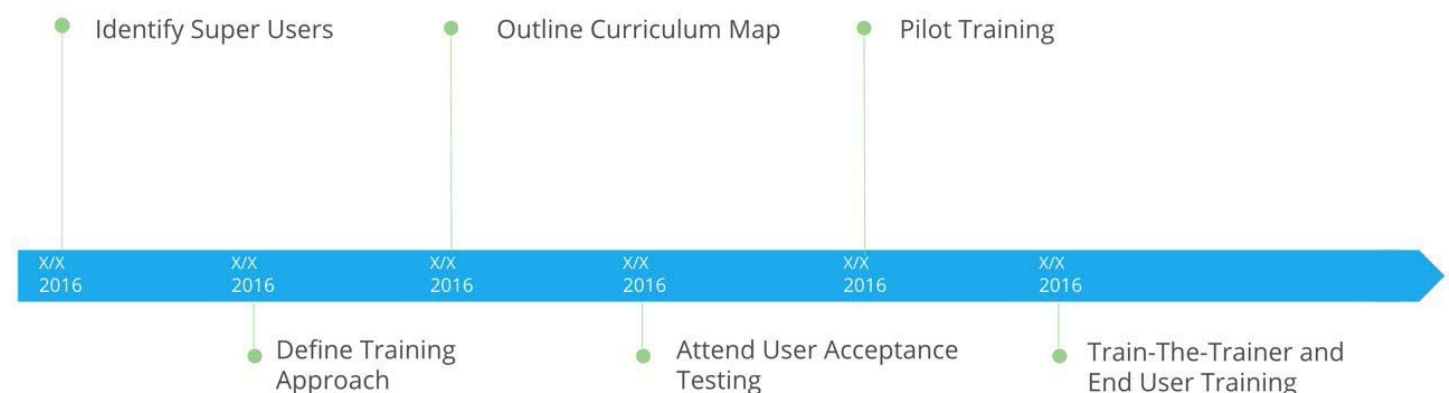 Identify Super Users
Outline Curriculum Map
Pilot Training
X/X
2016
X/X
2016
X/X
2016
X/X
2016
X/X
2016
X/X
2016
Define Training
Approach
Attend User Acceptance
Testing
Train-The-Trainer and
End User Training